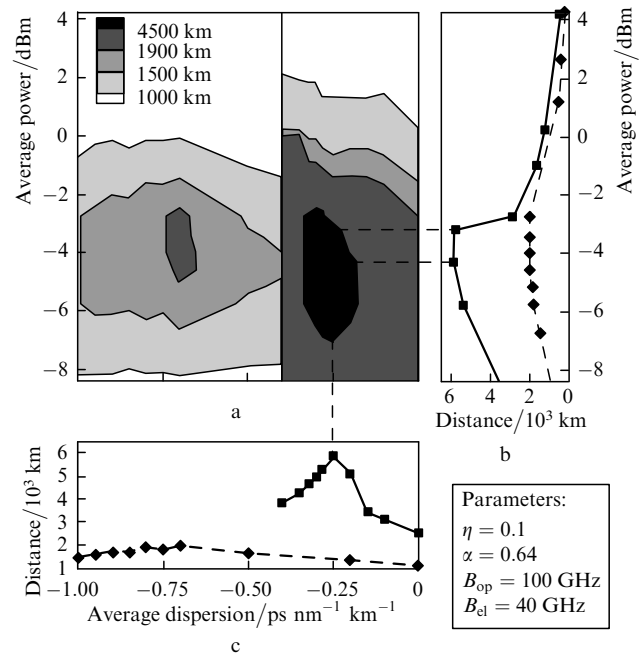 4
2
0
−2
−4
−6
−8
Average power/dBm
4500 km
1900 km
1500 km
1000 km
a
4
2
0
−2
−4
−6
−8
Average power/dBm
6
4
2
0
Distance/10³ km
b
6
5
4
3
2
1
Distance/10³ km
−1.00
−0.75
−0.50
−0.25
0
Average dispersion/ps nm⁻¹ km⁻¹
c
Parameters:
η = 0.1
α = 0.64
B_op = 100 GHz
B_el = 40 GHz